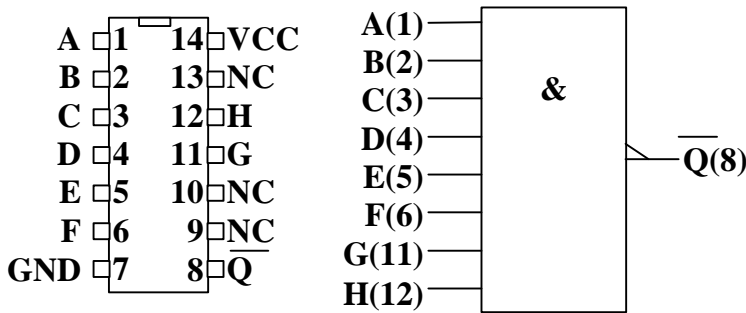 A 1 14 VCC
B 2 13 NC
C 3 12 H
D 4 11 G
E 5 10 NC
F 6 9 NC
GND 7 8 Q̅
A(1)
B(2)
C(3)
D(4)
E(5)
F(6)
G(11)
H(12)
&
Q̅(8)